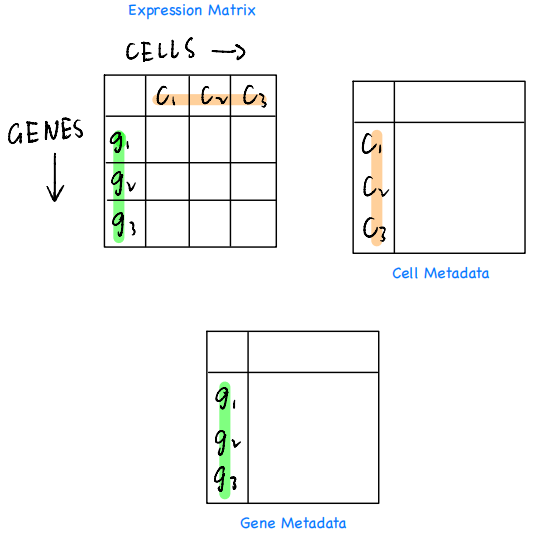 Expression Matrix
CELLS →
C1 C2 C3
GENES
↓
g1
g2
g3
C1
C2
C3
Cell Metadata
g1
g2
g3
Gene Metadata